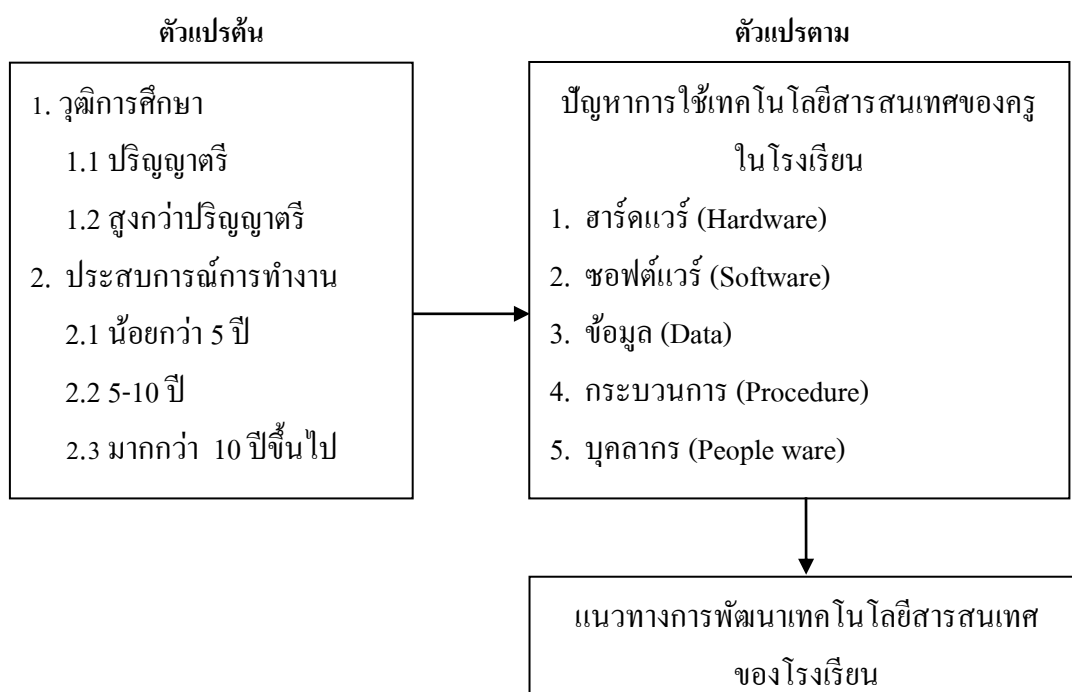 ตัวแปรต้น
1. วุฒิการศึกษา
1.1 ปริญญาตรี
1.2 สูงกว่าปริญญาตรี
2. ประสบการณ์การทำงาน
2.1 น้อยกว่า 5 ปี
2.2 5-10 ปี
2.3 มากกว่า 10 ปีขึ้นไป
ตัวแปรตาม
ปัญหาการใช้เทคโนโลยีสารสนเทศของครู
ในโรงเรียน
1. ฮาร์ดแวร์ (Hardware)
2. ซอฟต์แวร์ (Software)
3. ข้อมูล (Data)
4. กระบวนการ (Procedure)
5. บุคลากร (People ware)
แนวทางการพัฒนาเทคโนโลยีสารสนเทศ
ของโรงเรียน